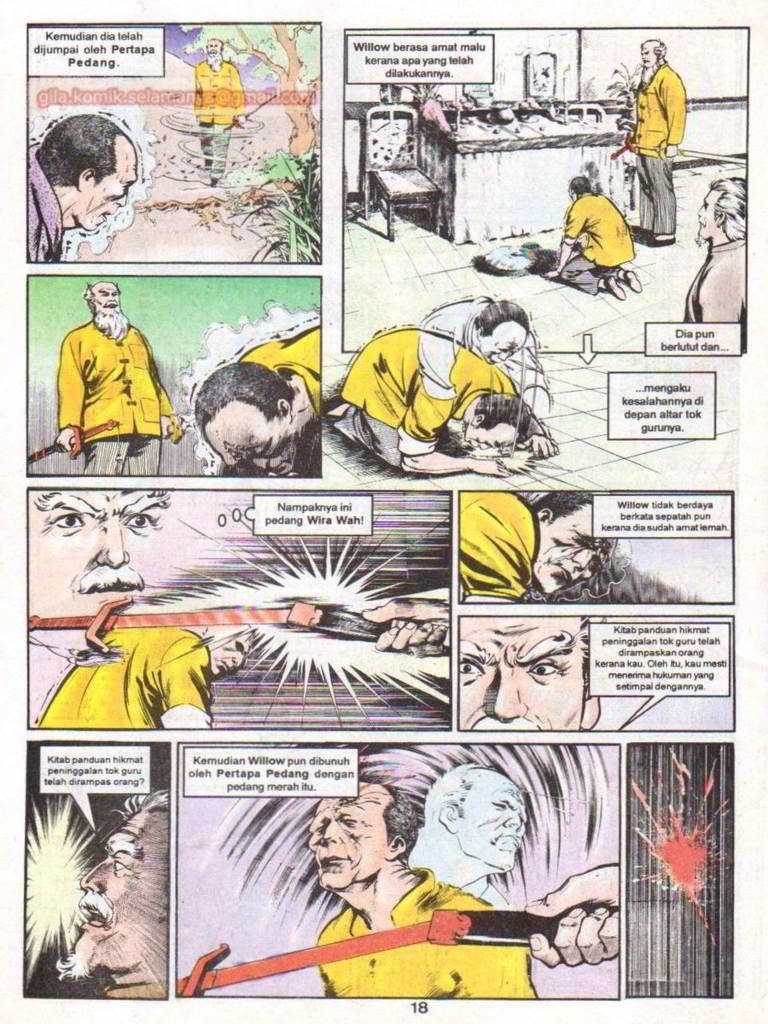 Kemudian dia telah
dijumpai oleh Pertapa
Pedang.
gila.komik.selamanya@gmail.com
Willow berasa amat malu
kerana apa yang telah
dilakukannya.
Dia pun
berlutut dan...
...mengaku
kesalahannya di
depan altar tok
gurunya.
Nampaknya ini
pedang Wira Wah!
Willow tidak berdaya
berkata sepatah pun
kerana dia sudah amat lemah.
Kitab panduan hikmat
peninggalan tok guru telah
dirampaskan orang
kerana kau. Oleh itu, kau mesti
menerima hukuman yang
setimpal dengannya.
Kitab panduan hikmat
peninggalan tok guru
telah dirampas orang?
Kemudian Willow pun dibunuh
oleh Pertapa Pedang dengan
pedang merah itu.
18